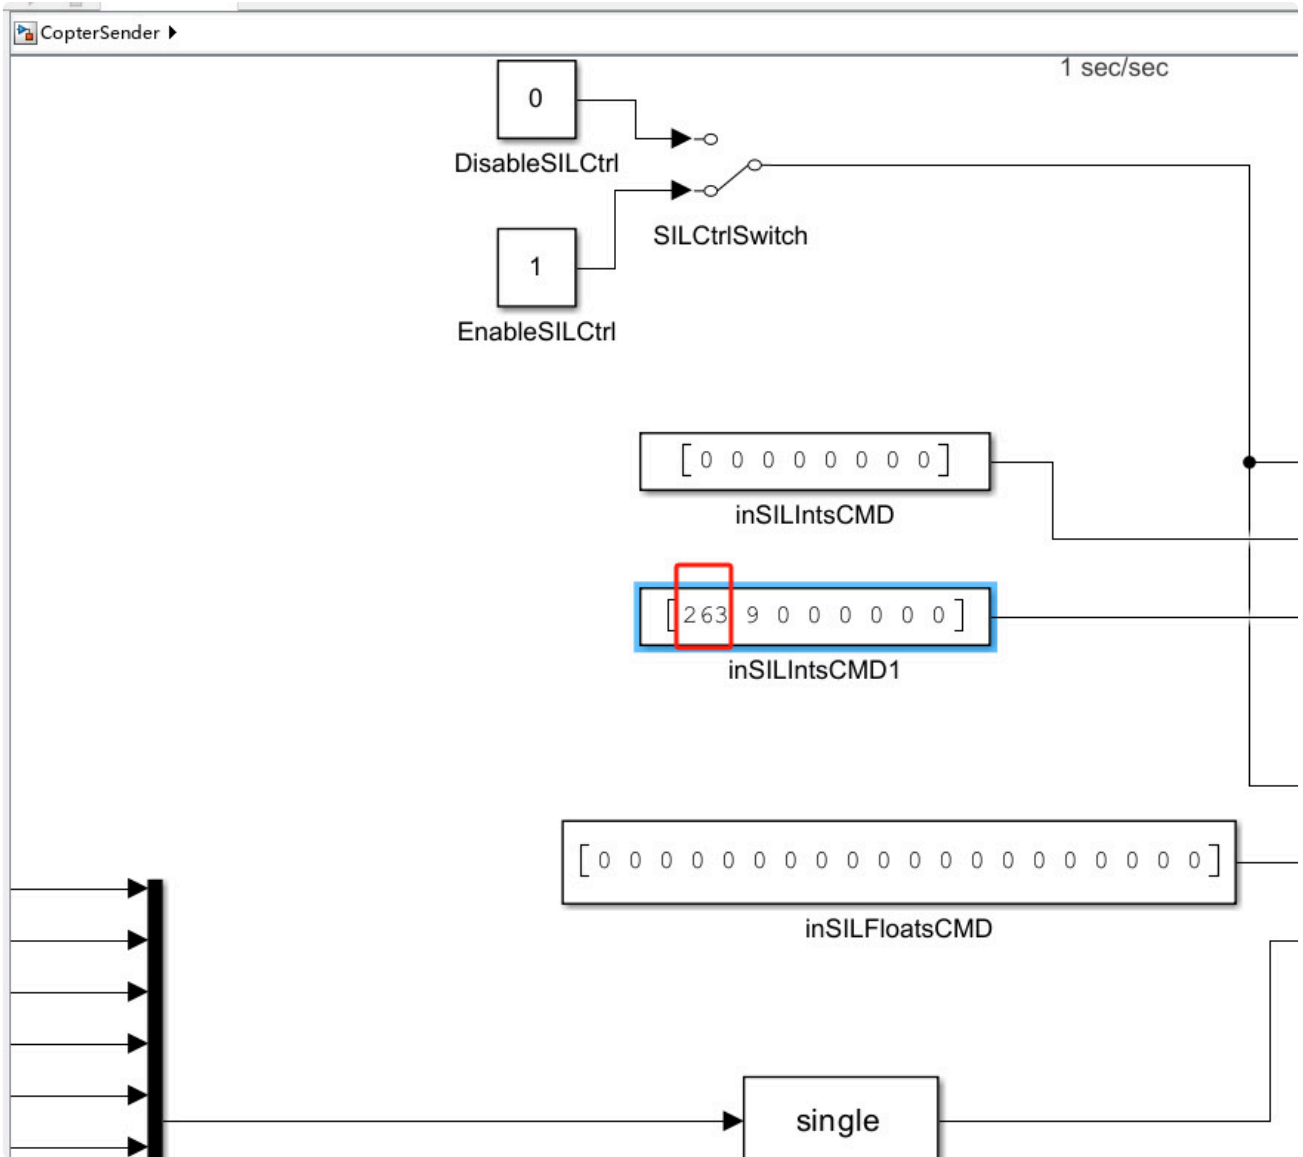 CopterSender
1 sec/sec
0
DisableSILCtrl
SILCtrlSwitch
1
EnableSILCtrl
[0 0 0 0 0 0 0 0]
inSILIntsCMD
[263 9 0 0 0 0 0 0]
inSILIntsCMD1
[0 0 0 0 0 0 0 0 0 0 0 0 0 0 0 0 0 0 0 0]
inSILFloatsCMD
single